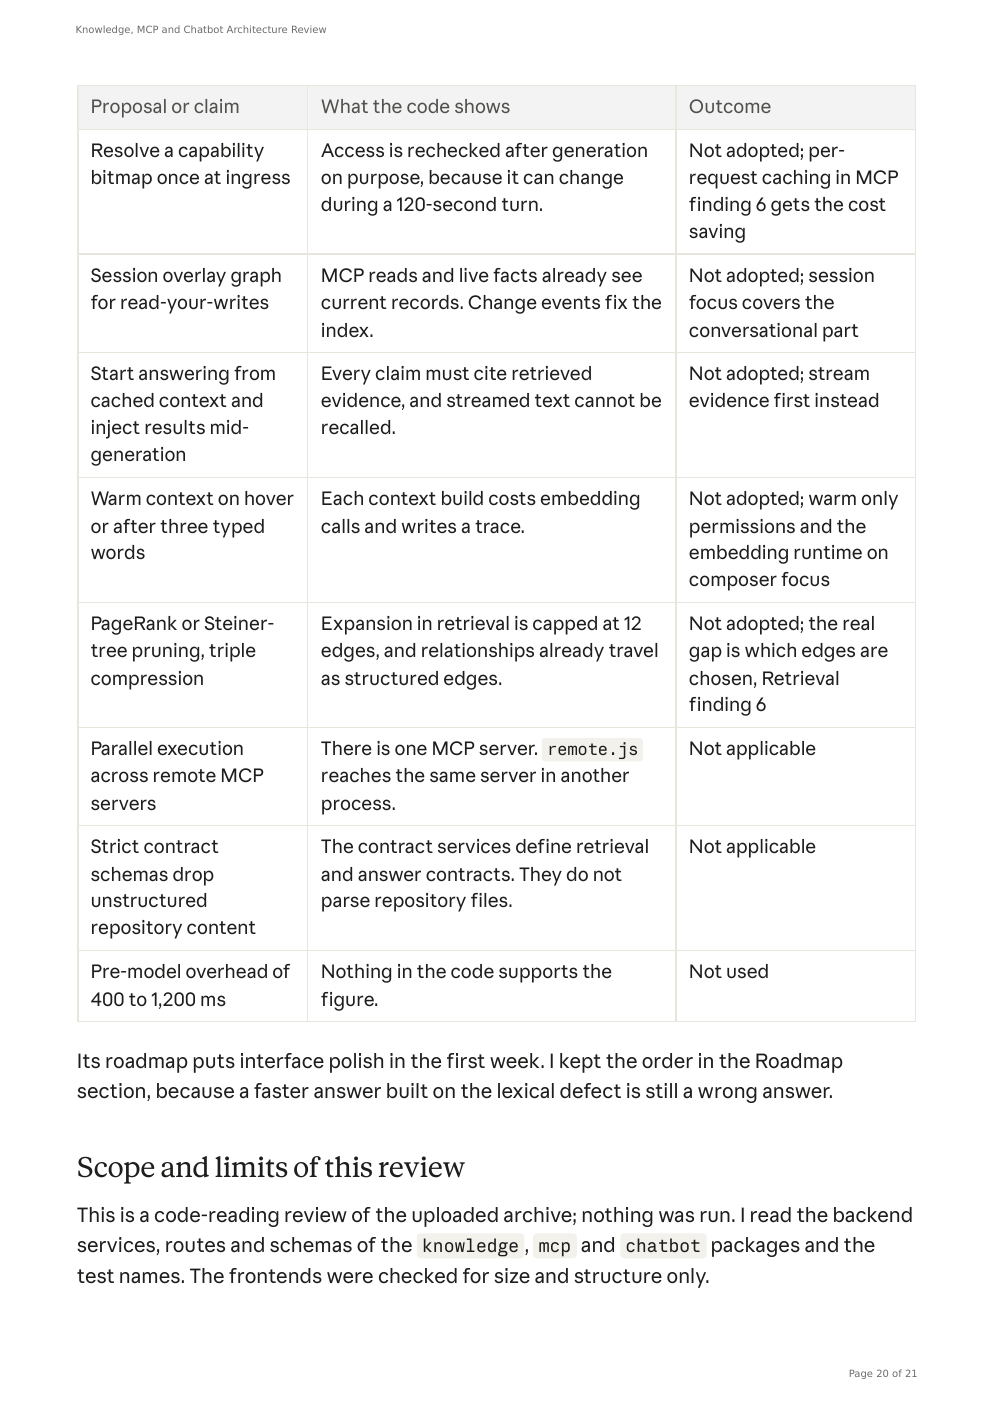 Knowledge, MCP and Chatbot Architecture Review
Proposal or claim
What the code shows
Outcome
Resolve a capability
bitmap once at ingress
Access is rechecked after generation
on purpose, because it can change
during a 120-second turn.
Not adopted; per-
request caching in MCP
finding 6 gets the cost
saving
Session overlay graph
for read-your-writes
MCP reads and live facts already see
current records. Change events fix the
index.
Not adopted; session
focus covers the
conversational part
Start answering from
cached context and
inject results mid-
generation
Every claim must cite retrieved
evidence, and streamed text cannot be
recalled.
Not adopted; stream
evidence first instead
Warm context on hover
or after three typed
words
Each context build costs embedding
calls and writes a trace.
Not adopted; warm only
permissions and the
embedding runtime on
composer focus
PageRank or Steiner-
tree pruning, triple
compression
Expansion in retrieval is capped at 12
edges, and relationships already travel
as structured edges.
Not adopted; the real
gap is which edges are
chosen, Retrieval
finding 6
Parallel execution
across remote MCP
servers
There is one MCP server. remote.js
reaches the same server in another
process.
Not applicable
Strict contract
schemas drop
unstructured
repository content
The contract services define retrieval
and answer contracts. They do not
parse repository files.
Not applicable
Pre-model overhead of
400 to 1,200 ms
Nothing in the code supports the
figure.
Not used
Its roadmap puts interface polish in the first week. I kept the order in the Roadmap
section, because a faster answer built on the lexical defect is still a wrong answer.
Scope and limits of this review
This is a code-reading review of the uploaded archive; nothing was run. I read the backend
services, routes and schemas of the knowledge, mcp and chatbot packages and the
test names. The frontends were checked for size and structure only.
Page 20 of 21